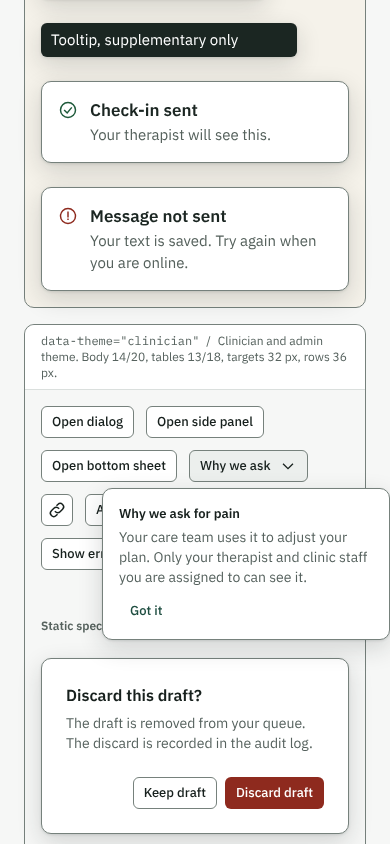 Tooltip, supplementary only
Check-in sent
Your therapist will see this.
Message not sent
Your text is saved. Try again when
you are online.
data-theme="clinician" / Clinician and admin
theme. Body 14/20, tables 13/18, targets 32 px, rows 36
px.
Open dialog
Open side panel
Open bottom sheet
Why we ask
Why we ask for pain
Your care team uses it to adjust your
plan. Only your therapist and clinic staff
you are assigned to can see it.
Got it
Show
Static
Discard this draft?
The draft is removed from your queue.
The discard is recorded in the audit log.
Keep draft
Discard draft